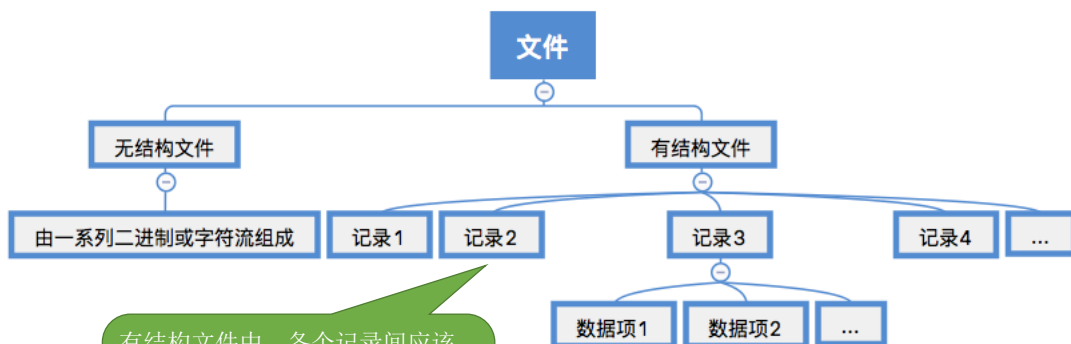 文件
无结构文件
有结构文件
由一系列二进制或字符流组成
记录1
记录2
记录3
记录4
...
数据项1
数据项2
...
有结构文件中，各个记录间应该